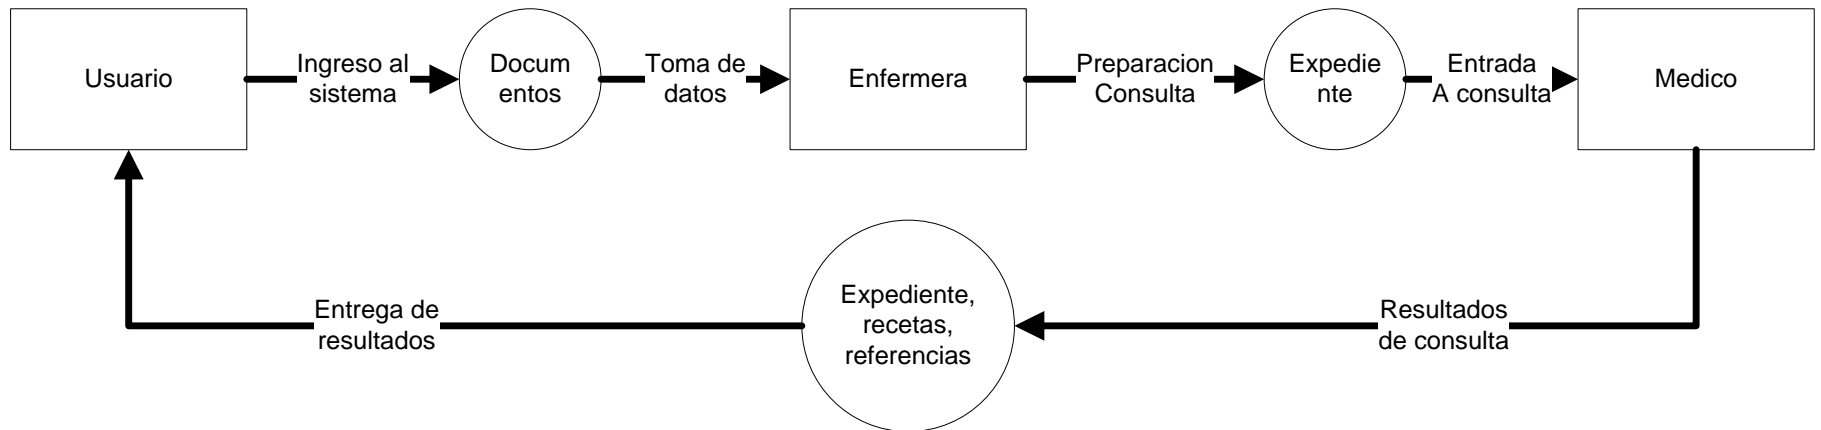 Usuario
Ingreso al
sistema
Docum
entos
Toma de
datos
Enfermera
Preparacion
Consulta
Expedie
nte
Entrada
A consulta
Medico
Entrega de
resultados
Expediente,
recetas,
referencias
Resultados
de consulta